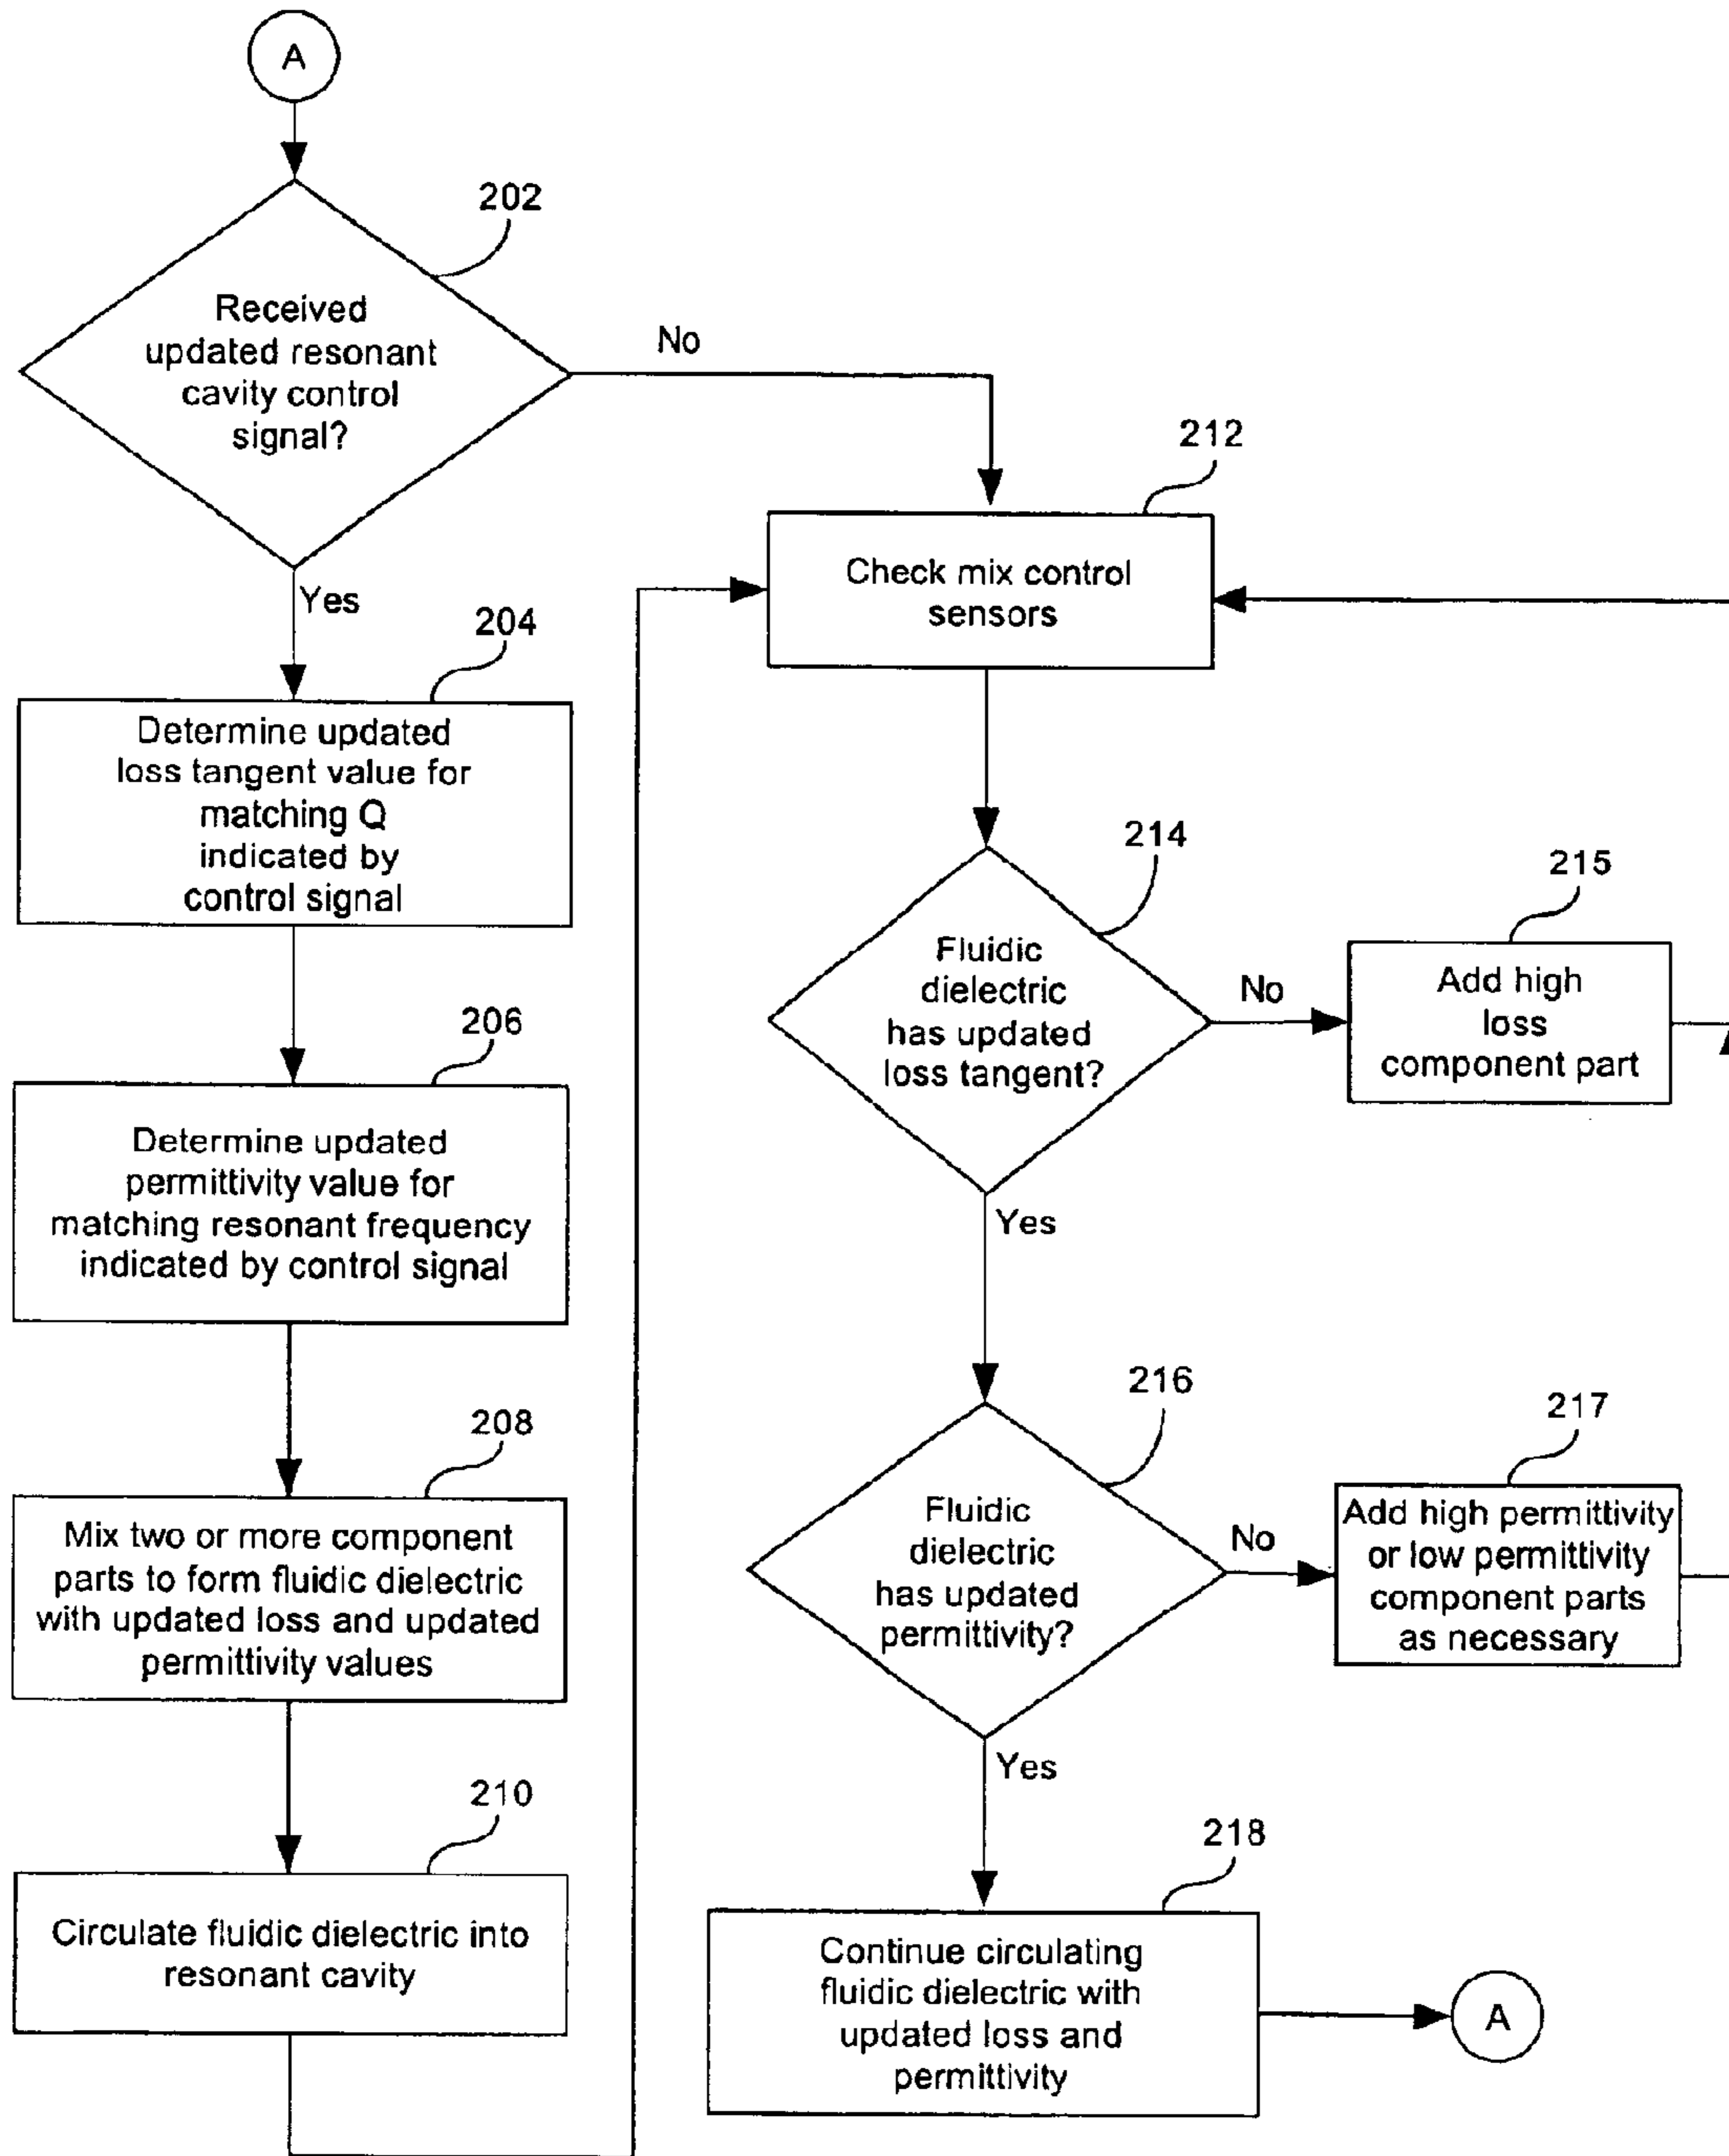 A
202
Received
updated resonant
cavity control
signal?
No
Yes
204
Determine updated
loss tangent value for
matching Q
indicated by
control signal
206
Determine updated
permittivity value for
matching resonant frequency
indicated by control signal
208
Mix two or more component
parts to form fluidic dielectric
with updated loss and updated
permittivity values
210
Circulate fluidic dielectric into
resonant cavity
212
Check mix control
sensors
214
Fluidic
dielectric
has updated
loss tangent?
No
215
Add high
loss
component part
Yes
216
Fluidic
dielectric
has updated
permittivity?
No
217
Add high permittivity
or low permittivity
component parts
as necessary
Yes
218
Continue circulating
fluidic dielectric with
updated loss and
permittivity
A